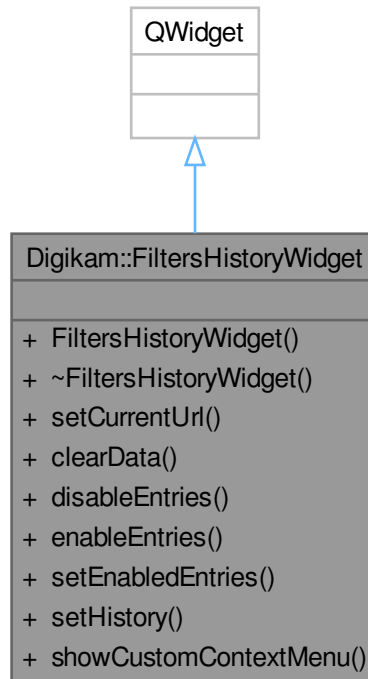 QWidget
Digikam::FiltersHistoryWidget
+ FiltersHistoryWidget()
+ ~FiltersHistoryWidget()
+ setCurrentUrl()
+ clearData()
+ disableEntries()
+ enableEntries()
+ setEnabledEntries()
+ setHistory()
+ showCustomContextMenu()